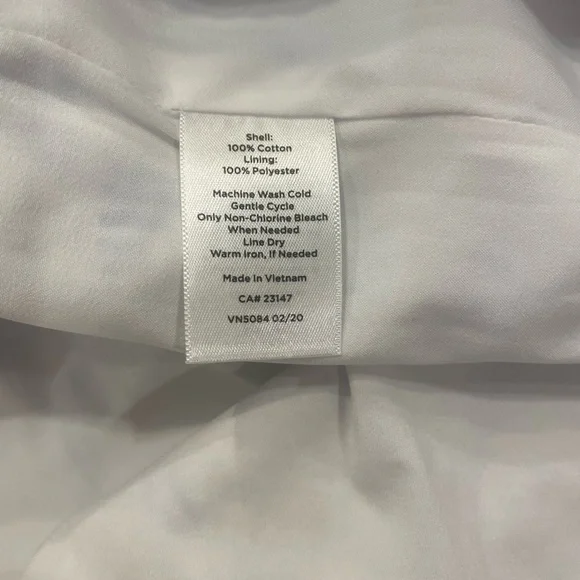 Shell:
100% Cotton
Lining:
100% Polyester
Machine Wash Cold
Gentle Cycle
Only Non-Chlorine Bleach
When Needed
Line Dry
Warm Iron, If Needed
Made in Vietnam
CA# 23147
VN5084 02/20